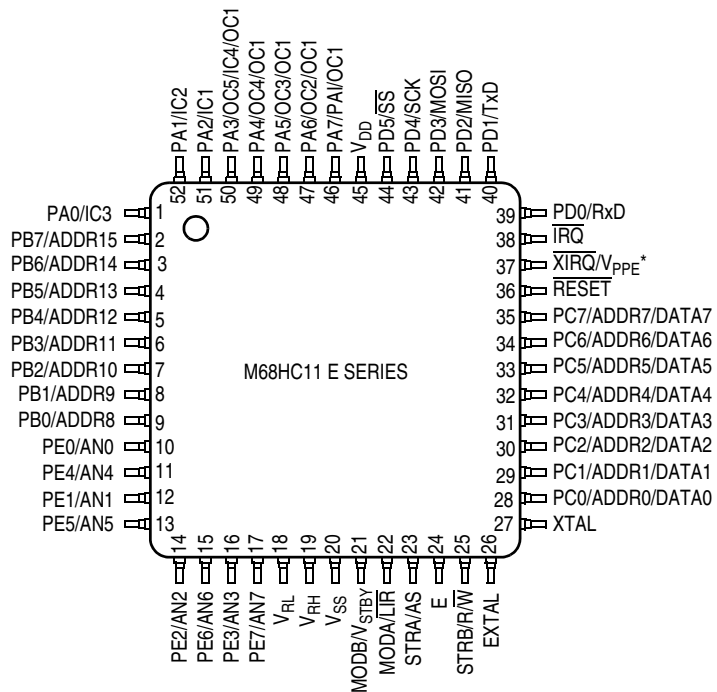 52 PA1/IC2
51 PA2/IC1
50 PA3/OC5/IC4/OC1
49 PA4/OC4/OC1
48 PA5/OC3/OC1
47 PA6/OC2/OC1
46 PA7/PAI/OC1
45 VDD
44 PD5/S̅S̅
43 PD4/SCK
42 PD3/MOSI
41 PD2/MISO
40 PD1/TxD
PA0/IC3 1
PB7/ADDR15 2
PB6/ADDR14 3
PB5/ADDR13 4
PB4/ADDR12 5
PB3/ADDR11 6
PB2/ADDR10 7
PB1/ADDR9 8
PB0/ADDR8 9
PE0/AN0 10
PE4/AN4 11
PE1/AN1 12
PE5/AN5 13
M68HC11 E SERIES
39 PD0/RxD
38 I̅R̅Q̅
37 X̅I̅R̅Q̅/VPPE*
36 R̅E̅S̅E̅T̅
35 PC7/ADDR7/DATA7
34 PC6/ADDR6/DATA6
33 PC5/ADDR5/DATA5
32 PC4/ADDR4/DATA4
31 PC3/ADDR3/DATA3
30 PC2/ADDR2/DATA2
29 PC1/ADDR1/DATA1
28 PC0/ADDR0/DATA0
27 XTAL
14 PE2/AN2
15 PE6/AN6
16 PE3/AN3
17 PE7/AN7
18 VRL
19 VRH
20 VSS
21 MODB/VSTBY
22 MODA/L̅I̅R̅
23 STRA/AS
24 E
25 STRB/R/W̅
26 EXTAL